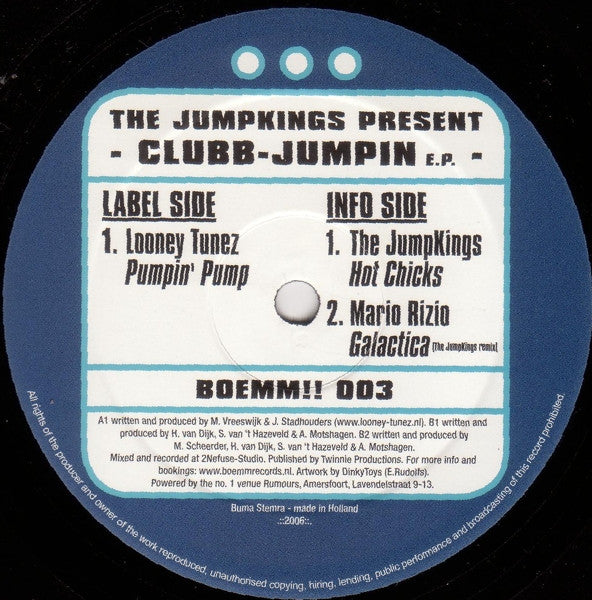 THE JUMPKINGS PRESENT
- CLUBB-JUMPIN E.P. -
LABEL SIDE
1. Looney Tunez
Pumpin' Pump
INFO SIDE
1. The JumpKings
Hot Chicks
2. Mario Rizio
Galactica (The JumpKings remix)
BOEMM!! 003
A1 written and produced by M. Vreeswijk & J. Stadhouders (www.looney-tunez.nl). B1 written and
produced by H. van Dijk, S. van 't Hazeveld & A. Motshagen. B2 written and produced by
M. Scheerder, H. van Dijk, S. van 't Hazeveld & A. Motshagen.
Mixed and recorded at 2Nefuse-Studio. Published by Twinnie Productions. For more info and
bookings: www.boemmrecords.nl. Artwork by DinkyToys (E.Rudolfs).
Powered by the no. 1 venue Rumours, Amersfoort, Lavendelstraat 9-13.
Buma Stemra - made in Holland
.::2006::.
All rights of the producer and owner of the work reproduced, unauthorised copying, hiring, lending, public performance and broadcasting of this record prohibited.